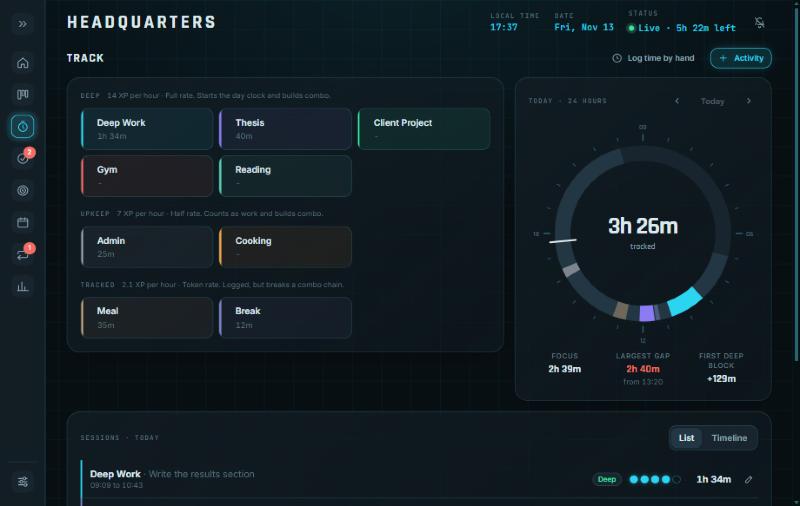 HEADQUARTERS
LOCAL TIME
17:37
DATE
Fri, Nov 13
STATUS
Live · 5h 22m left
TRACK
Log time by hand
+ Activity
DEEP 14 XP per hour · Full rate. Starts the day clock and builds combo.
Deep Work
1h 34m
Thesis
40m
Client Project
-
Gym
-
Reading
-
UPKEEP 7 XP per hour · Half rate. Counts as work and builds combo.
Admin
25m
Cooking
-
TRACKED 2.1 XP per hour · Token rate. Logged, but breaks a combo chain.
Meal
35m
Break
12m
2
1
TODAY · 24 HOURS
Today
00
18
06
12
3h 26m
tracked
FOCUS
2h 39m
LARGEST GAP
2h 40m
from 13:20
FIRST DEEP
BLOCK
+129m
SESSIONS · TODAY
List
Timeline
Deep Work · Write the results section
09:09 to 10:43
Deep
1h 34m